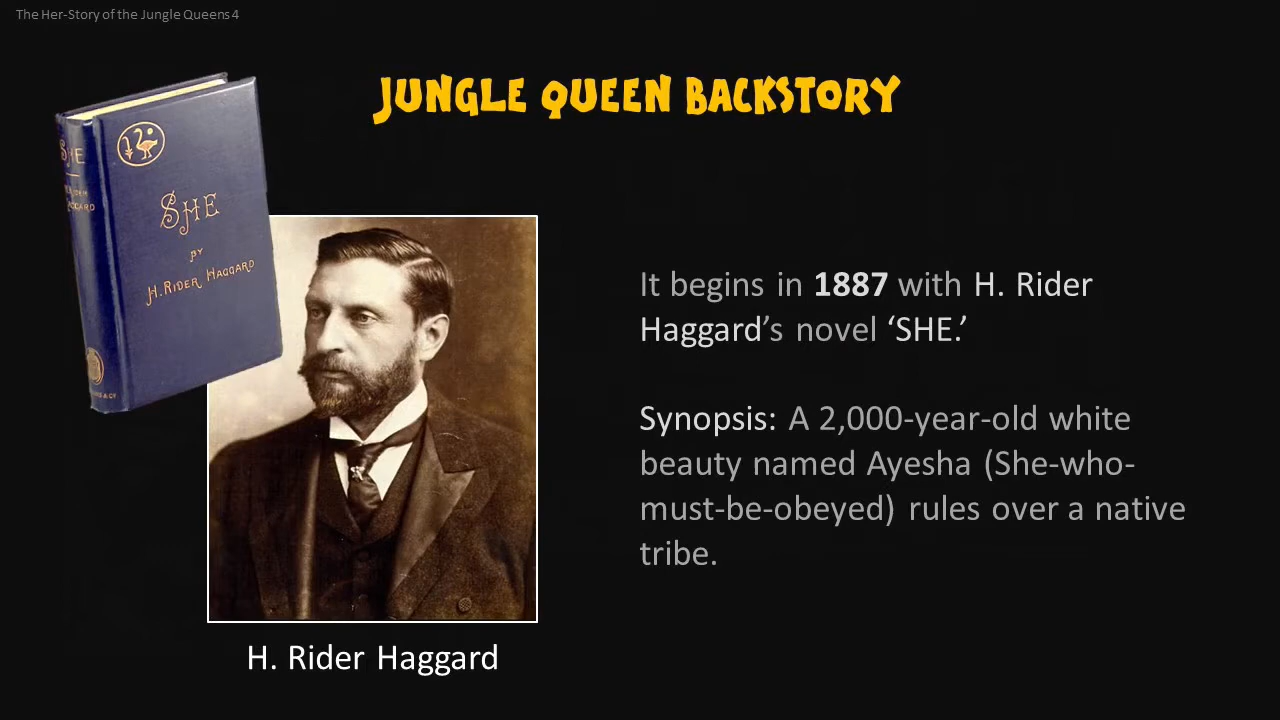 The Her-Story of the Jungle Queens 4
JUNGLE QUEEN BACKSTORY
SHE
BY
H. RIDER HAGGARD
It begins in 1887 with H. Rider
Haggard’s novel ‘SHE.’
Synopsis: A 2,000-year-old white
beauty named Ayesha (She-who-
must-be-obeyed) rules over a native
tribe.
H. Rider Haggard